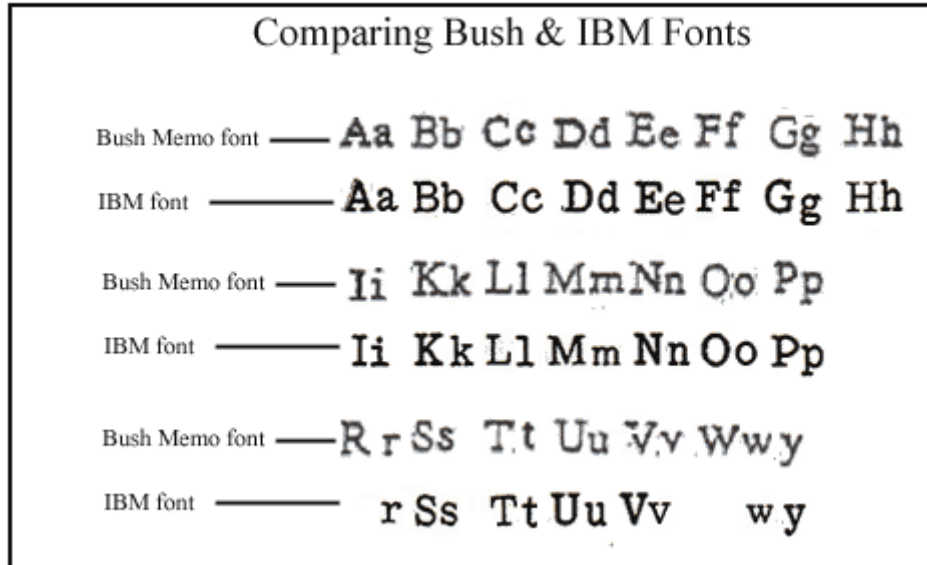 Comparing Bush & IBM Fonts
Bush Memo font Aa Bb Cc Dd Ee Ff Gg Hh
IBM font Aa Bb Cc Dd Ee Ff Gg Hh
Bush Memo font Ii Kk Ll Mm Nn Oo Pp
IBM font Ii Kk Ll Mm Nn Oo Pp
Bush Memo font R r Ss Tt Uu Vv Ww y
IBM font r Ss Tt Uu Vv w y